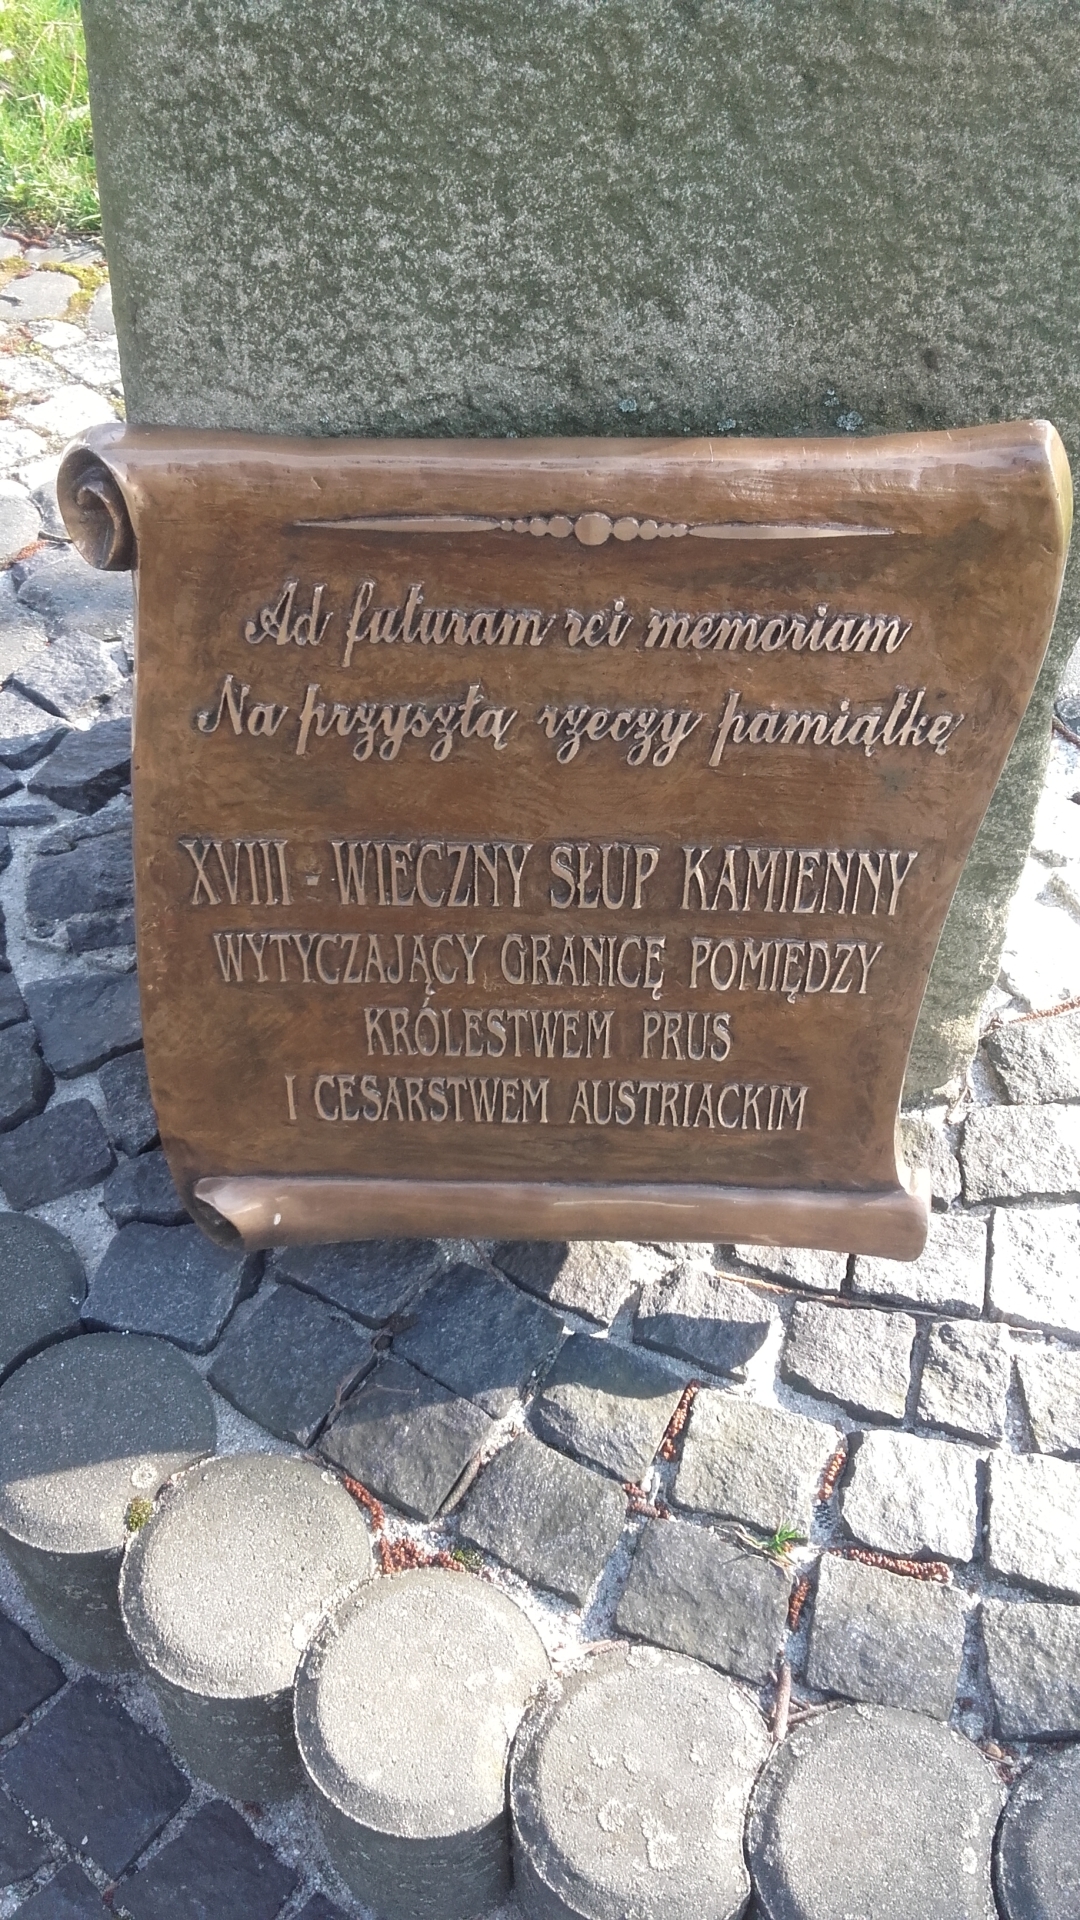 Ad futuram rei memoriam
Na przyszłą rzeczy pamiątkę
XVIII - WIECZNY SŁUP KAMIENNY
WYTYCZAJĄCY GRANICĘ POMIĘDZY
KRÓLESTWEM PRUS
I CESARSTWEM AUSTRIACKIM